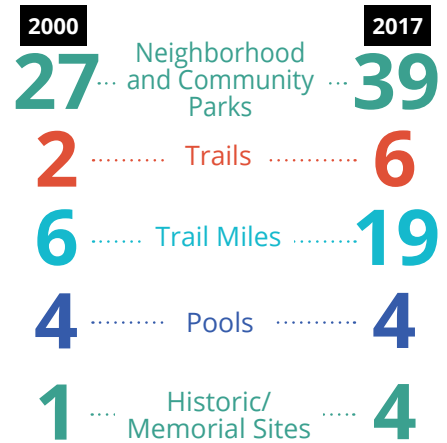 2000 2017
Neighborhood
27 and Community 39
Parks
2 Trails 6
6 Trail Miles 19
4 Pools 4
Historic/
1 Memorial Sites 4